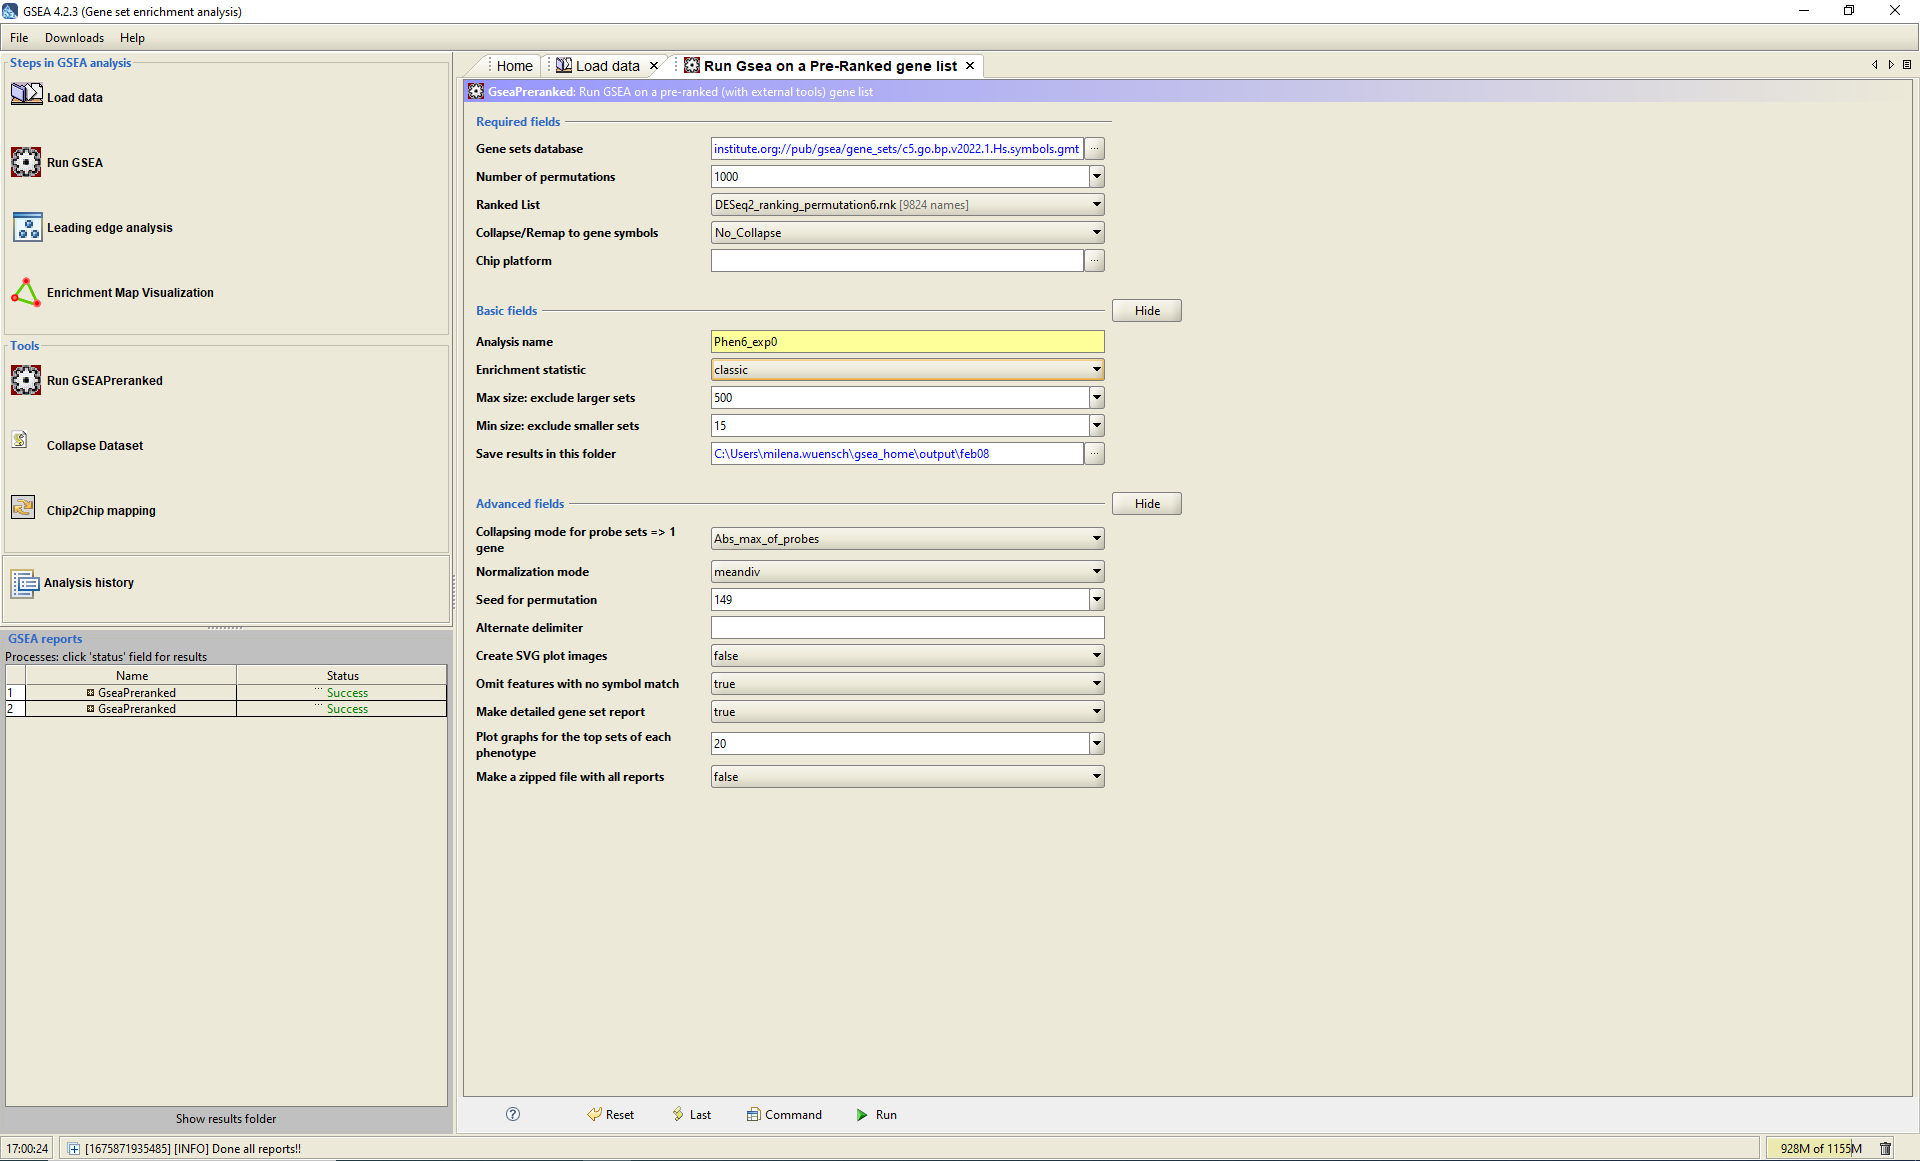 GSEA 4.2.3 (Gene set enrichment analysis)
File Downloads Help
Steps in GSEA analysis
Load data
Run GSEA
Leading edge analysis
Enrichment Map Visualization
Tools
Run GSEAPreranked
Collapse Dataset
Chip2Chip mapping
Analysis history
GSEA reports
Processes: click 'status' field for results
Name Status
1 GseaPreranked ... Success
2 GseaPreranked ... Success
Show results folder
Home Load data Run Gsea on a Pre-Ranked gene list
GseaPreranked: Run GSEA on a pre-ranked (with external tools) gene list
Required fields
Gene sets database institute.org://pub/gsea/gene_sets/c5.go.bp.v2022.1.Hs.symbols.gmt ...
Number of permutations 1000
Ranked List DESeq2_ranking_permutation6.rnk [9824 names]
Collapse/Remap to gene symbols No_Collapse
Chip platform ...
Basic fields Hide
Analysis name Phen6_exp0
Enrichment statistic classic
Max size: exclude larger sets 500
Min size: exclude smaller sets 15
Save results in this folder C:\Users\milena.wuensch\gsea_home\output\feb08 ...
Advanced fields Hide
Collapsing mode for probe sets => 1
gene Abs_max_of_probes
Normalization mode meandiv
Seed for permutation 149
Alternate delimiter
Create SVG plot images false
Omit features with no symbol match true
Make detailed gene set report true
Plot graphs for the top sets of each
phenotype 20
Make a zipped file with all reports false
? Reset Last Command Run
17:00:24 [1675871935485] [INFO] Done all reports!! 928M of 1155M